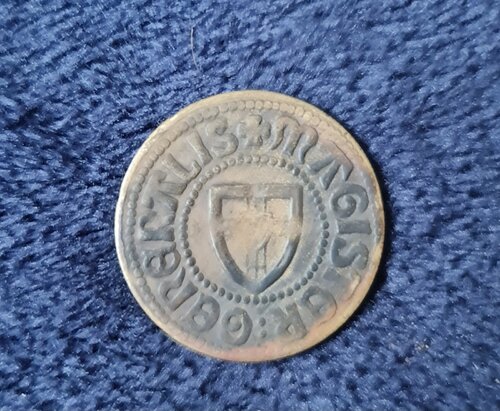 ✠ MAGISTER : GENERALIS